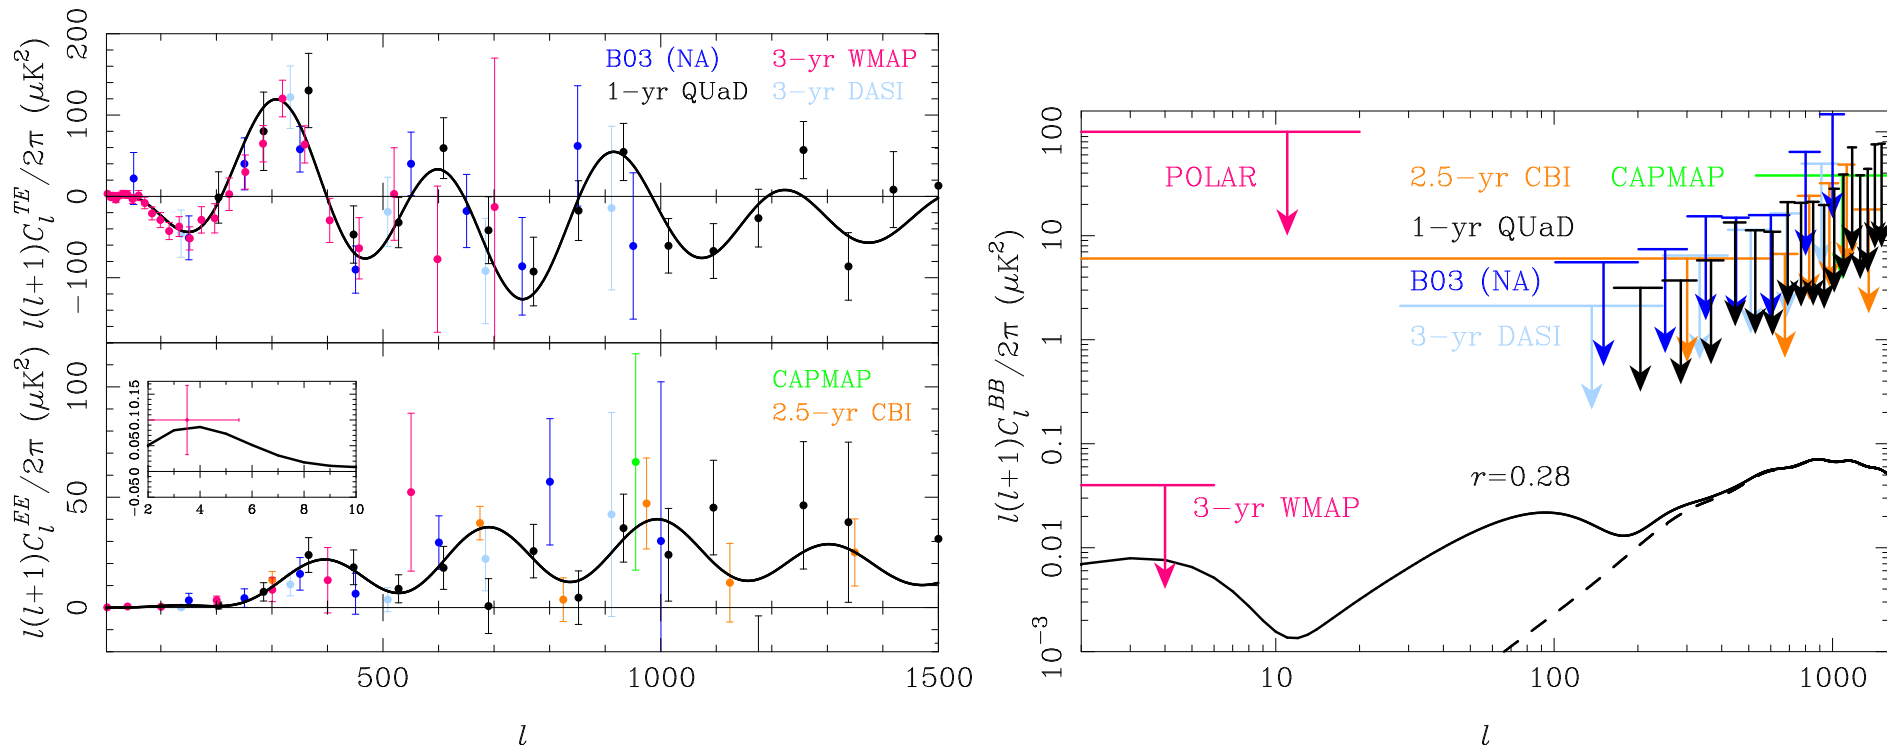 200
100
0
−100
l(l+1)C_l^{TE}/2π (μK²)
B03 (NA)
3−yr WMAP
1−yr QUaD
3−yr DASI
100
50
0
l(l+1)C_l^{EE}/2π (μK²)
CAPMAP
2.5−yr CBI
0.15
0.1
0.05
0
−0.05
2 4 6 8 10
500 1000 1500
l
100
10
1
0.1
0.01
10⁻³
l(l+1)C_l^{BB}/2π (μK²)
POLAR
2.5−yr CBI
CAPMAP
1−yr QUaD
B03 (NA)
3−yr DASI
r=0.28
3−yr WMAP
10 100 1000
l